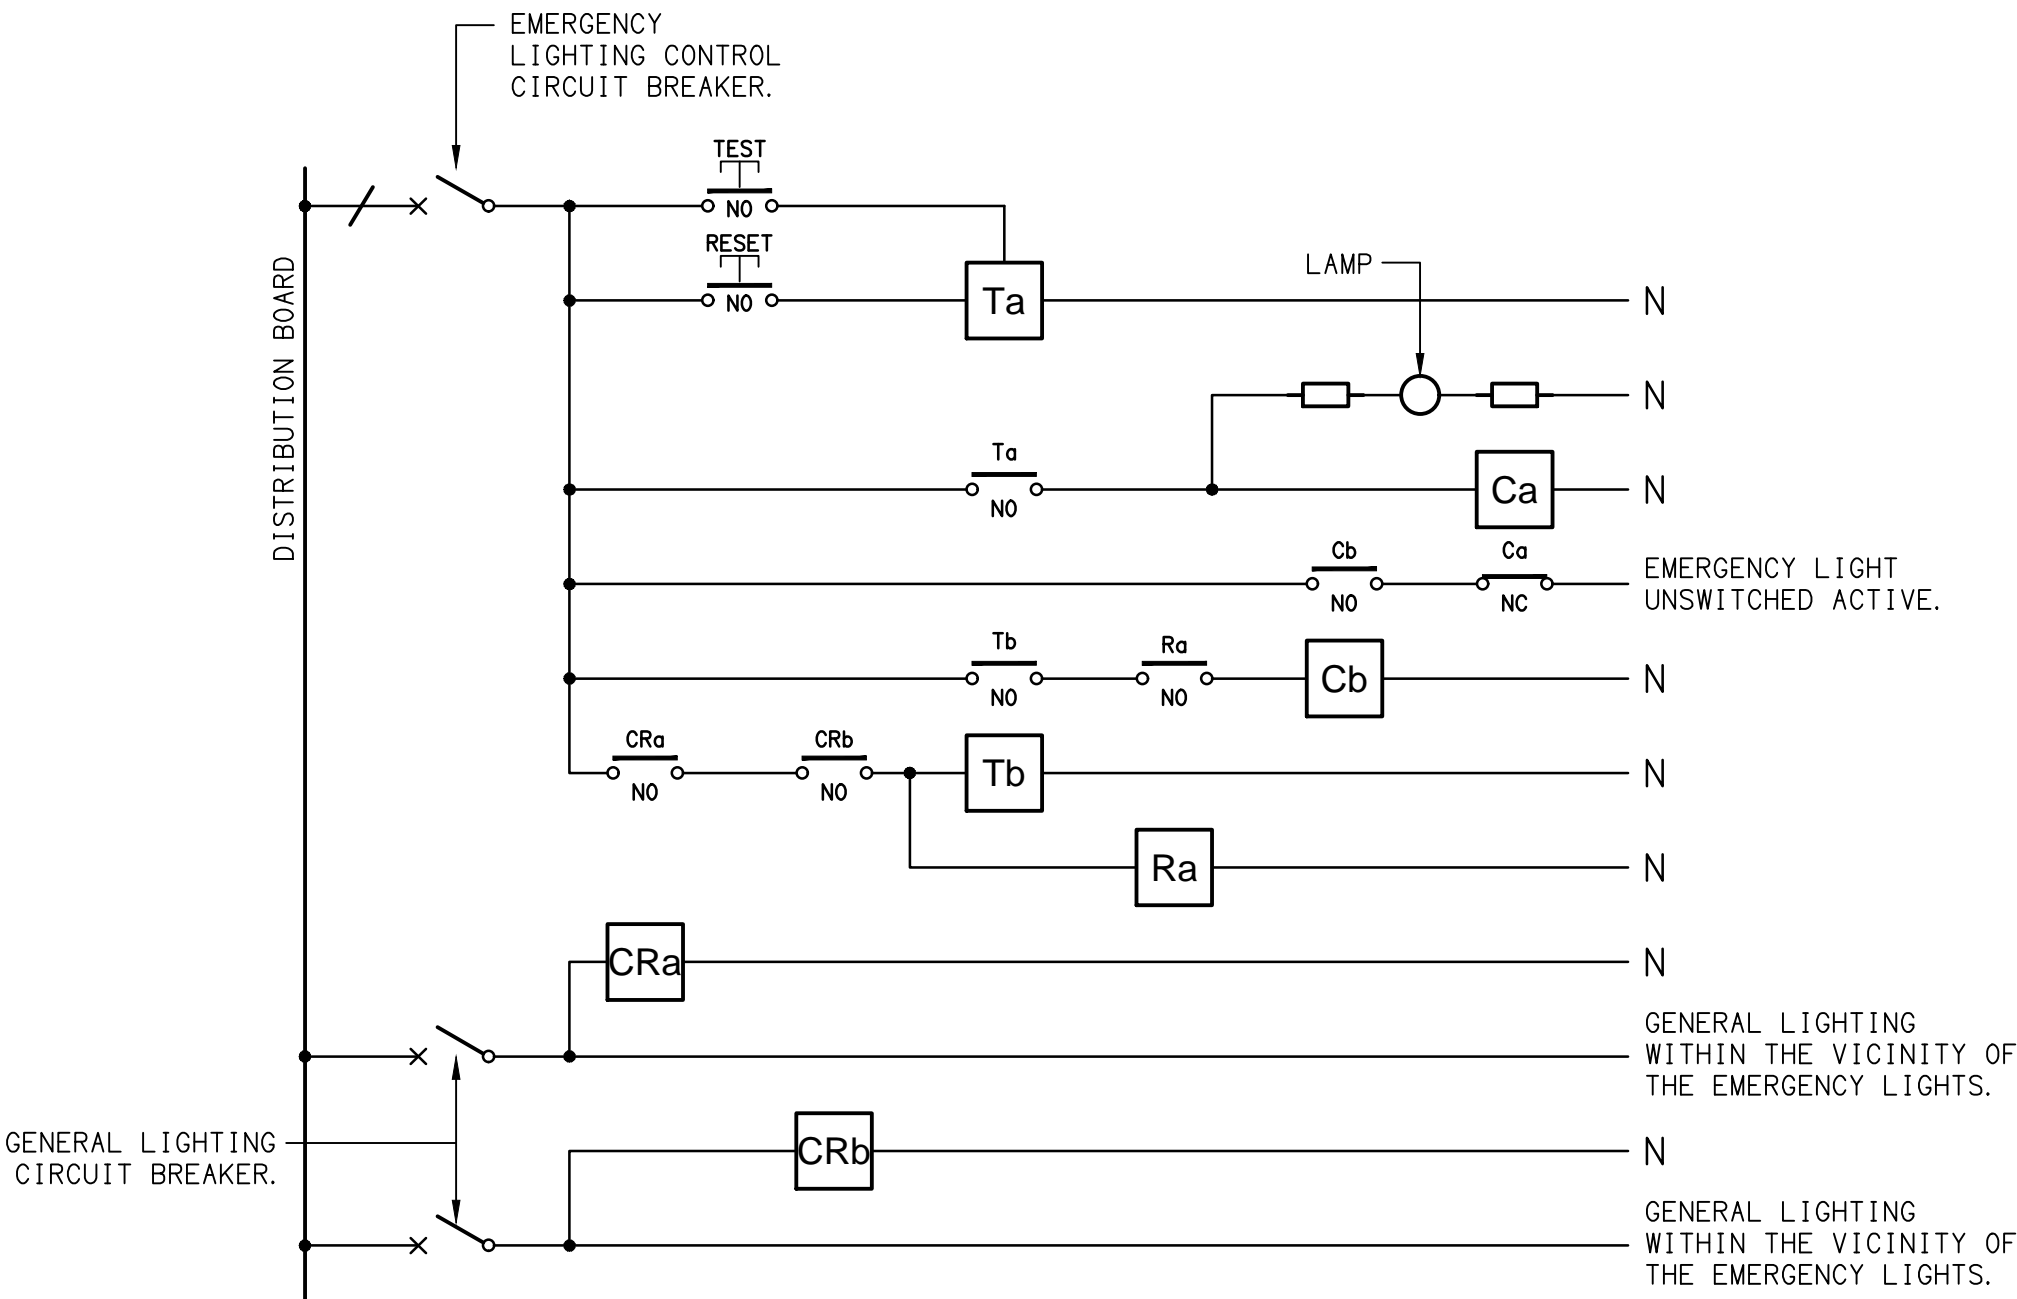 EMERGENCY
LIGHTING CONTROL
CIRCUIT BREAKER.
TEST
NO
RESET
NO
Ta
N
LAMP
N
DISTRIBUTION BOARD
Ta
NO
Ca
N
Cb
NO
Ca
NC
EMERGENCY LIGHT
UNSWITCHED ACTIVE.
Tb
NO
Ra
NO
Cb
N
CRa
NO
CRb
NO
Tb
N
Ra
N
CRa
N
GENERAL LIGHTING
WITHIN THE VICINITY OF
THE EMERGENCY LIGHTS.
GENERAL LIGHTING
CIRCUIT BREAKER.
CRb
N
GENERAL LIGHTING
WITHIN THE VICINITY OF
THE EMERGENCY LIGHTS.